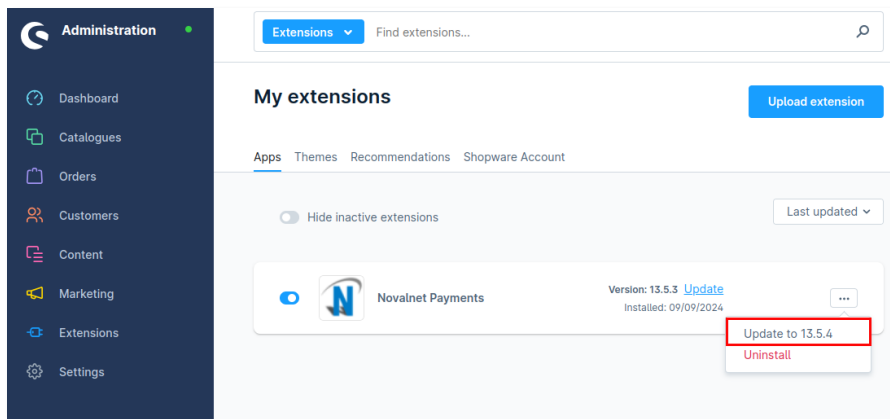 Administration
Dashboard
Catalogues
Orders
Customers
Content
Marketing
Extensions
Settings
Extensions Find extensions...
My extensions
Upload extension
Apps Themes Recommendations Shopware Account
Hide inactive extensions
Last updated
N Novalnet Payments
Version: 13.5.3 Update
Installed: 09/09/2024
Update to 13.5.4
Uninstall